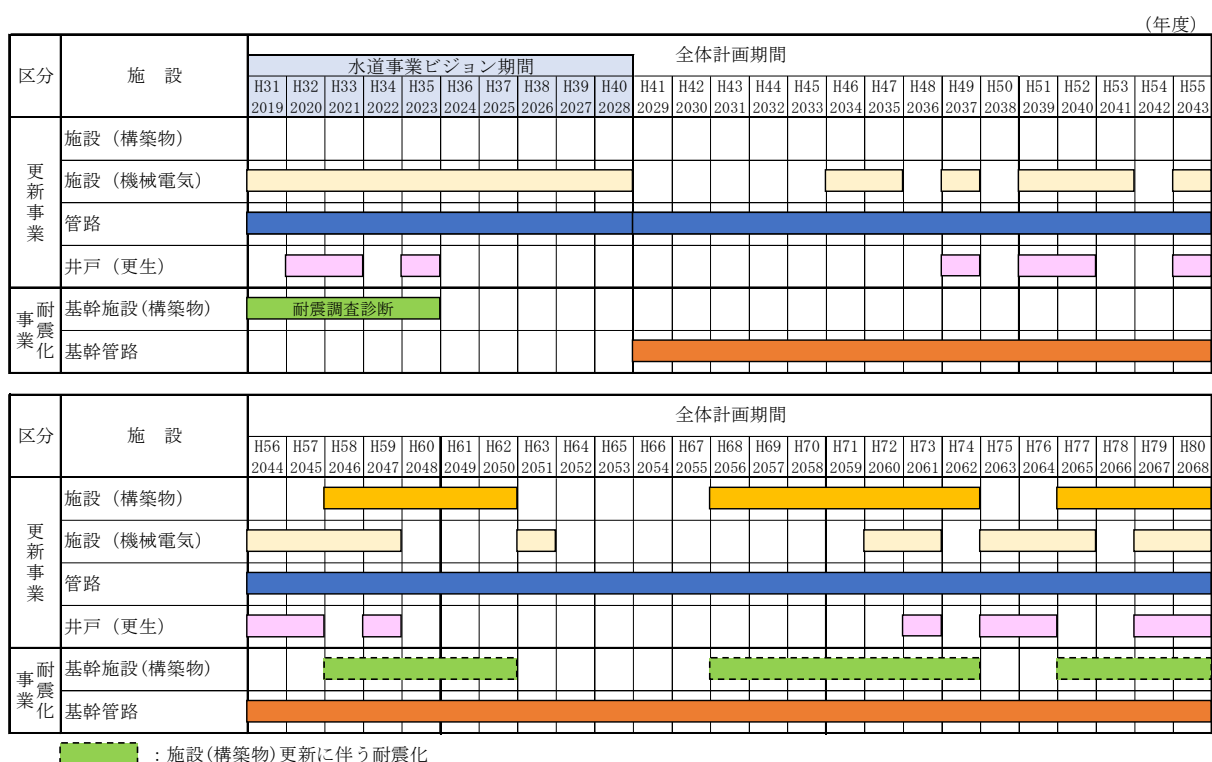 (年度)
区分 施　設 全体計画期間
水道事業ビジョン期間
H31 H32 H33 H34 H35 H36 H37 H38 H39 H40 H41 H42 H43 H44 H45 H46 H47 H48 H49 H50 H51 H52 H53 H54 H55
2019 2020 2021 2022 2023 2024 2025 2026 2027 2028 2029 2030 2031 2032 2033 2034 2035 2036 2037 2038 2039 2040 2041 2042 2043
更新事業
施設（構築物）
施設（機械電気）
管路
井戸（更生）
耐震化事業
基幹施設(構築物) 耐震調査診断
基幹管路
区分 施　設 全体計画期間
H56 H57 H58 H59 H60 H61 H62 H63 H64 H65 H66 H67 H68 H69 H70 H71 H72 H73 H74 H75 H76 H77 H78 H79 H80
2044 2045 2046 2047 2048 2049 2050 2051 2052 2053 2054 2055 2056 2057 2058 2059 2060 2061 2062 2063 2064 2065 2066 2067 2068
更新事業
施設（構築物）
施設（機械電気）
管路
井戸（更生）
耐震化事業
基幹施設(構築物)
基幹管路
：施設(構築物)更新に伴う耐震化